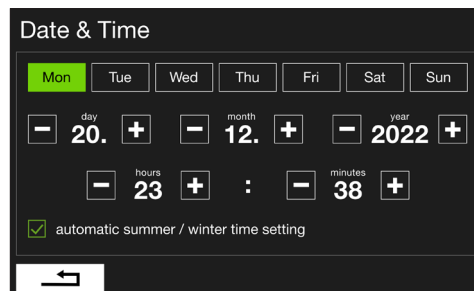 Date & Time
Mon Tue Wed Thu Fri Sat Sun
day month year
− 20. + − 12. + − 2022 +
hours minutes
− 23 + : − 38 +
automatic summer / winter time setting